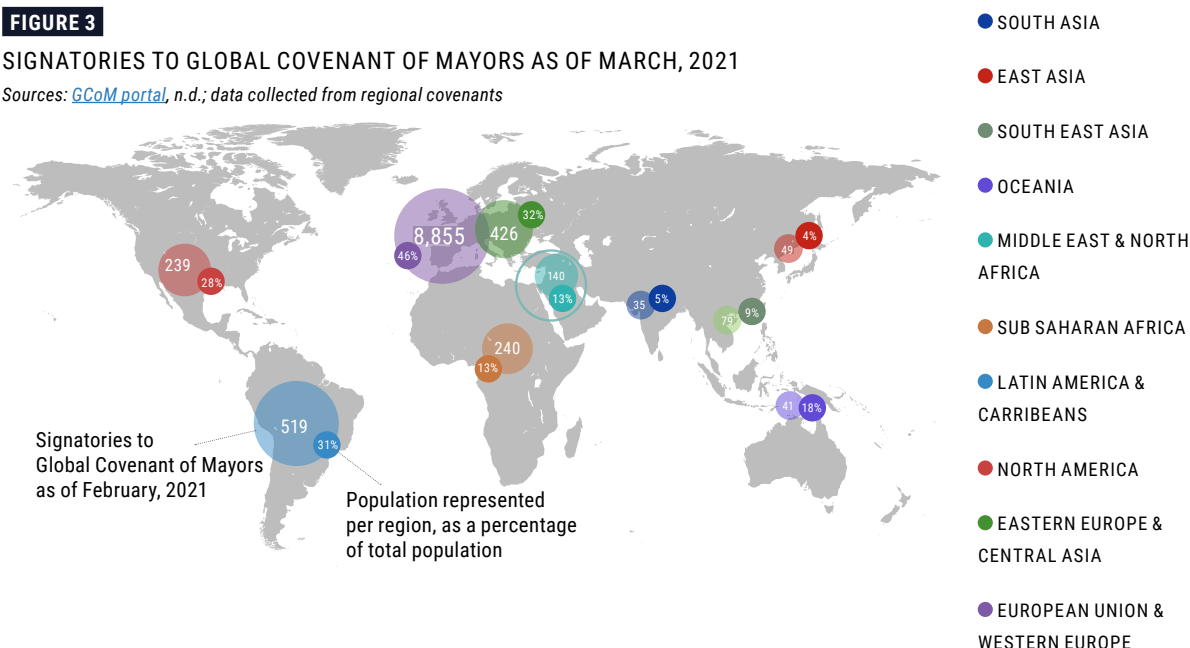 FIGURE 3
SIGNATORIES TO GLOBAL COVENANT OF MAYORS AS OF MARCH, 2021
Sources: GCoM portal, n.d.; data collected from regional covenants
8,855
46%
426
32%
239
28%
140
13%
49
4%
35
5%
79
9%
240
13%
41
18%
519
31%
Signatories to
Global Covenant of Mayors
as of February, 2021
Population represented
per region, as a percentage
of total population
SOUTH ASIA
EAST ASIA
SOUTH EAST ASIA
OCEANIA
MIDDLE EAST & NORTH
AFRICA
SUB SAHARAN AFRICA
LATIN AMERICA &
CARRIBEANS
NORTH AMERICA
EASTERN EUROPE &
CENTRAL ASIA
EUROPEAN UNION &
WESTERN EUROPE